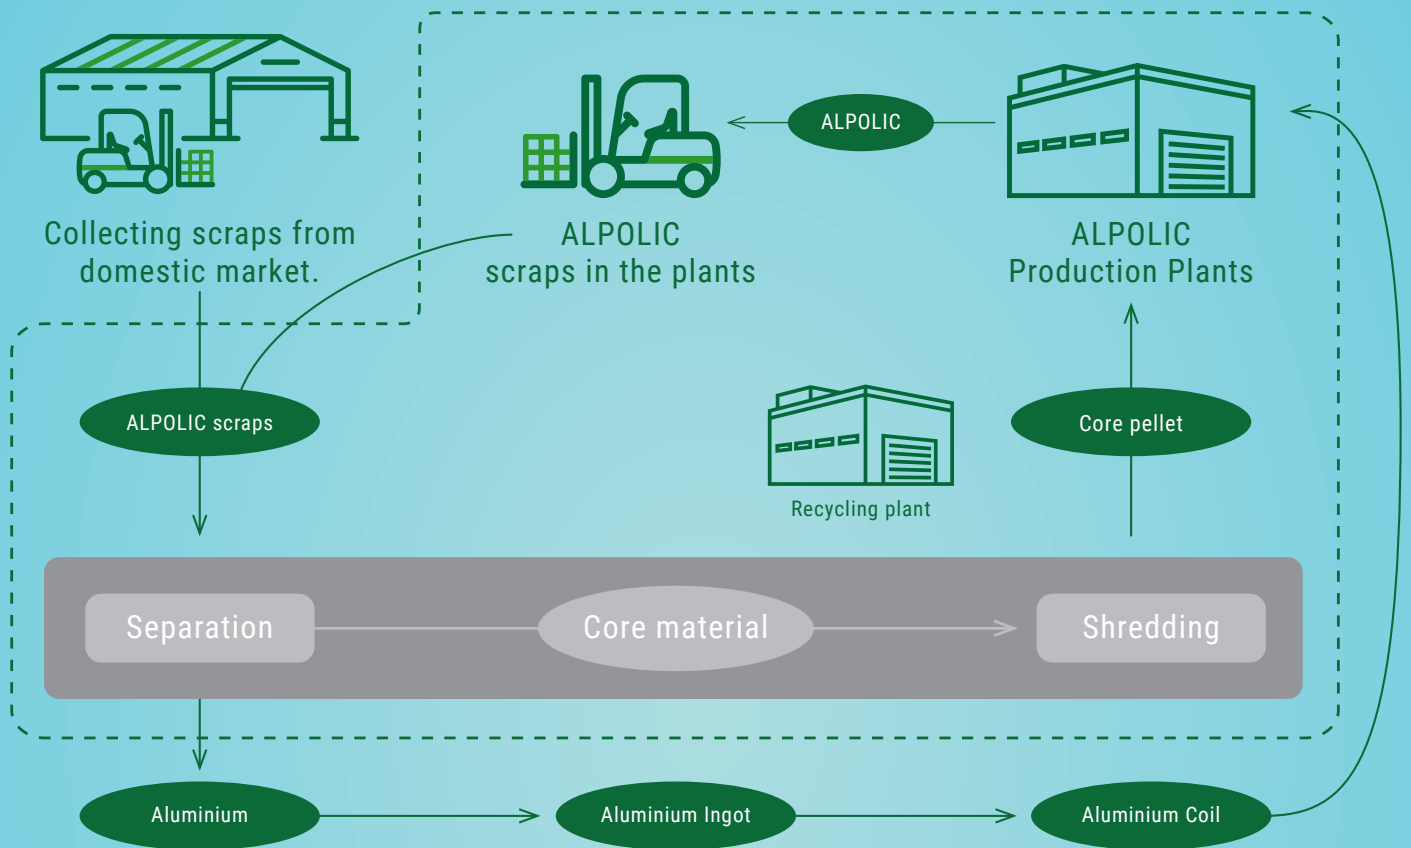 ALPOLIC
Collecting scraps from
domestic market.
ALPOLIC
scraps in the plants
ALPOLIC
Production Plants
ALPOLIC scraps
Core pellet
Recycling plant
Separation
Core material
Shredding
Aluminium
Aluminium Ingot
Aluminium Coil